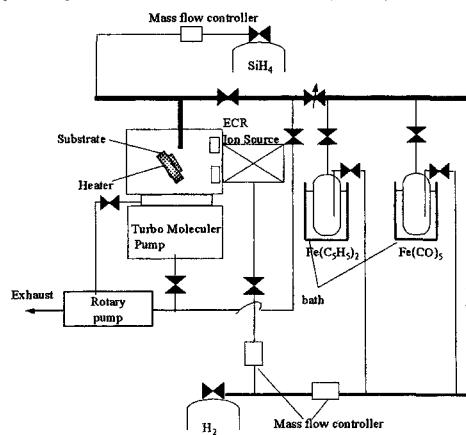 Mass flow controller
SiH4
ECR
Ion Source
Substrate
Heater
Turbo Moleculer
Pump
Fe(C5H5)2
Fe(CO)5
bath
Exhaust
Rotary
pump
Mass flow controller
H2